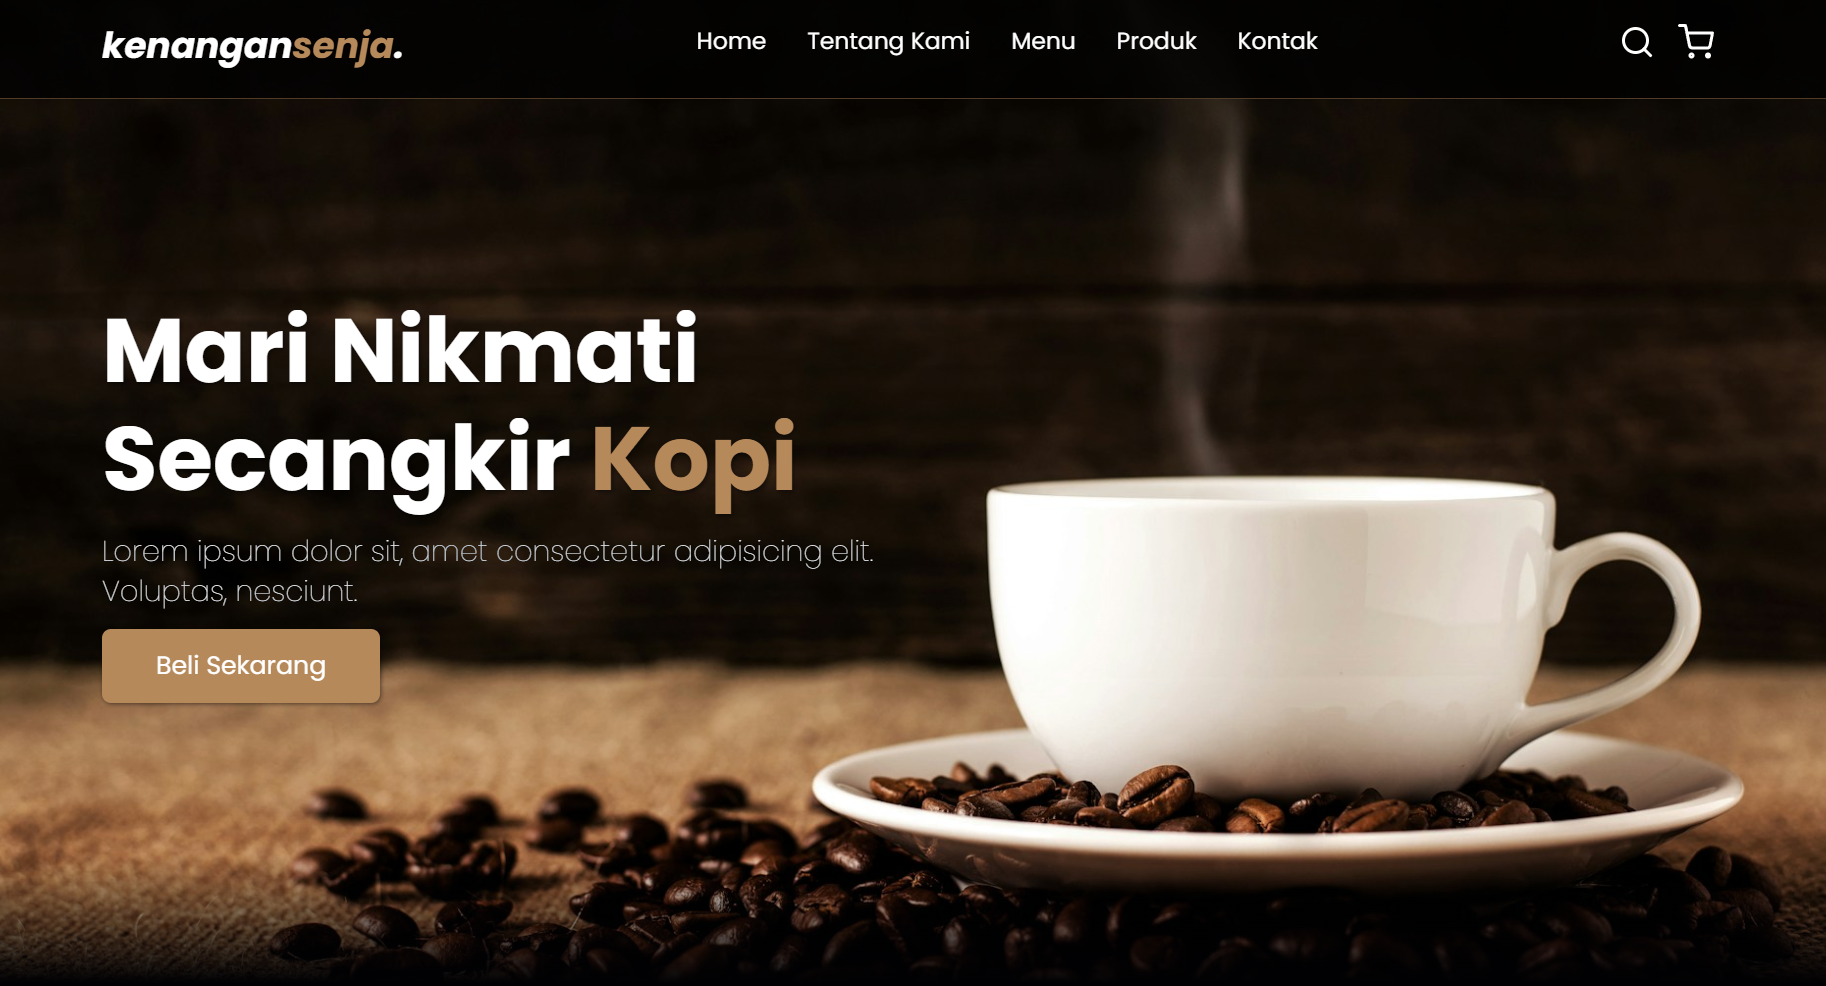 kenangansenja.
Home Tentang Kami Menu Produk Kontak
Mari Nikmati
Secangkir Kopi
Lorem ipsum dolor sit, amet consectetur adipisicing elit.
Voluptas, nesciunt.
Beli Sekarang